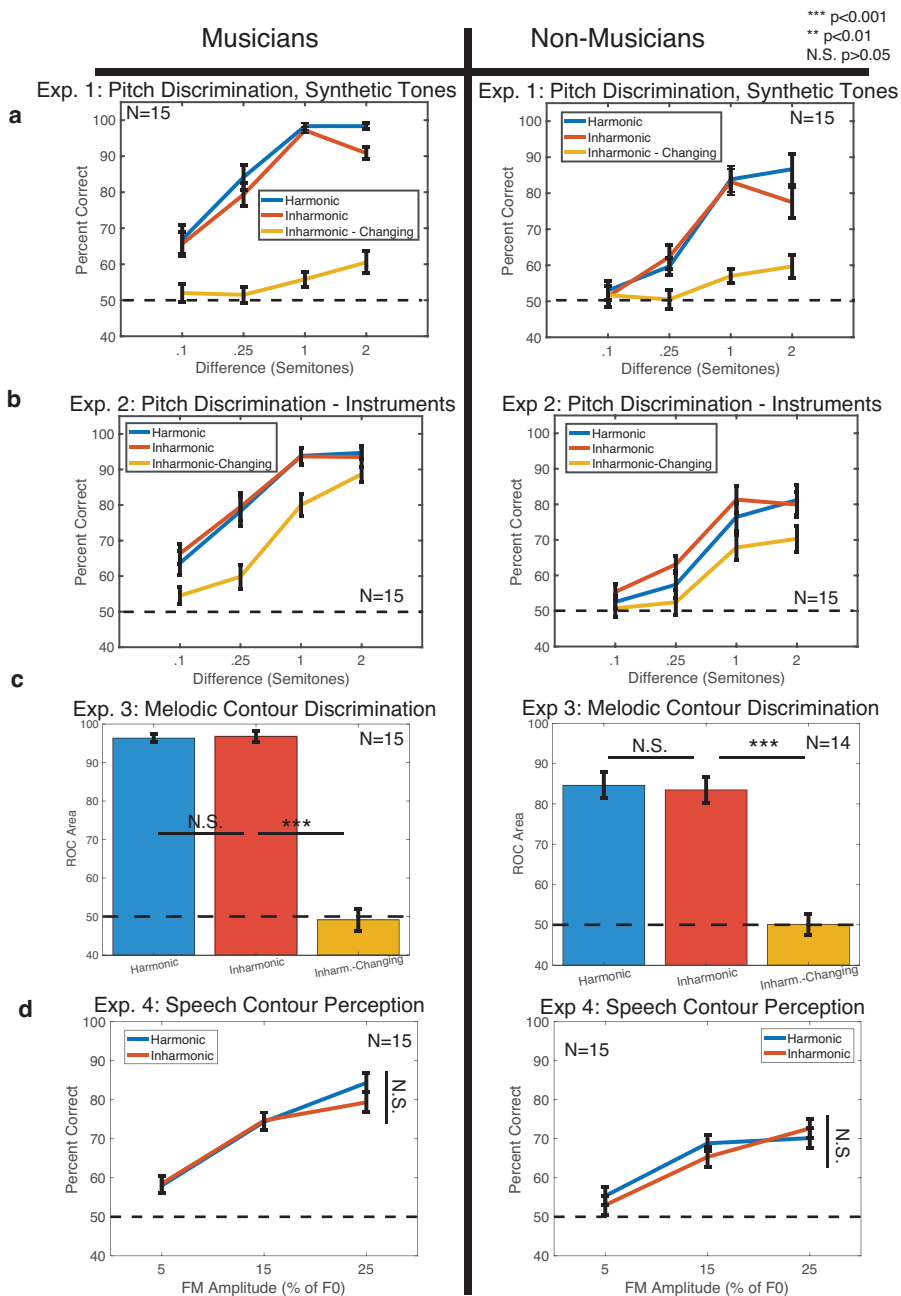 Musicians
Non-Musicians
*** p<0.001
** p<0.01
N.S. p>0.05
a
Exp. 1: Pitch Discrimination, Synthetic Tones
N=15
Harmonic
Inharmonic
Inharmonic - Changing
Percent Correct
100
90
80
70
60
50
40
.1
.25
1
2
Difference (Semitones)
Exp. 1: Pitch Discrimination, Synthetic Tones
N=15
Harmonic
Inharmonic
Inharmonic - Changing
Percent Correct
100
90
80
70
60
50
40
.1
.25
1
2
Difference (Semitones)
b
Exp. 2: Pitch Discrimination - Instruments
Harmonic
Inharmonic
Inharmonic-Changing
N=15
Percent Correct
100
90
80
70
60
50
40
.1
.25
1
2
Difference (Semitones)
Exp 2: Pitch Discrimination - Instruments
Harmonic
Inharmonic
Inharmonic-Changing
N=15
Percent Correct
100
90
80
70
60
50
40
.1
.25
1
2
Difference (Semitones)
c
Exp. 3: Melodic Contour Discrimination
N=15
N.S.
***
ROC Area
100
90
80
70
60
50
40
Harmonic
Inharmonic
Inharm.-Changing
Exp 3: Melodic Contour Discrimination
N.S.
***
N=14
ROC Area
100
90
80
70
60
50
40
Harmonic
Inharmonic
Inharm.-Changing
d
Exp. 4: Speech Contour Perception
Harmonic
Inharmonic
N=15
N.S.
Percent Correct
100
90
80
70
60
50
40
5
15
25
FM Amplitude (% of F0)
Exp 4: Speech Contour Perception
N=15
Harmonic
Inharmonic
N.S.
Percent Correct
100
90
80
70
60
50
40
5
15
25
FM Amplitude (% of F0)